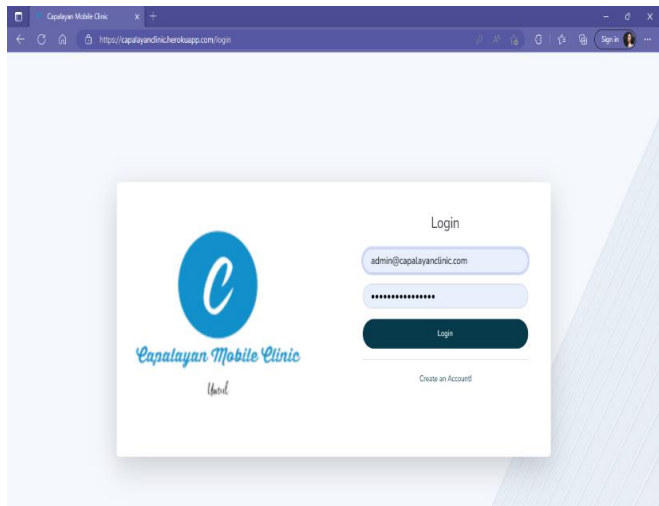 Capalayan Mobile Clinic
https://capalayanclinic.herokuapp.com/login
Sign in
C
Capalayan Mobile Clinic
Login
admin@capalayanclinic.com
Login
Create an Account!